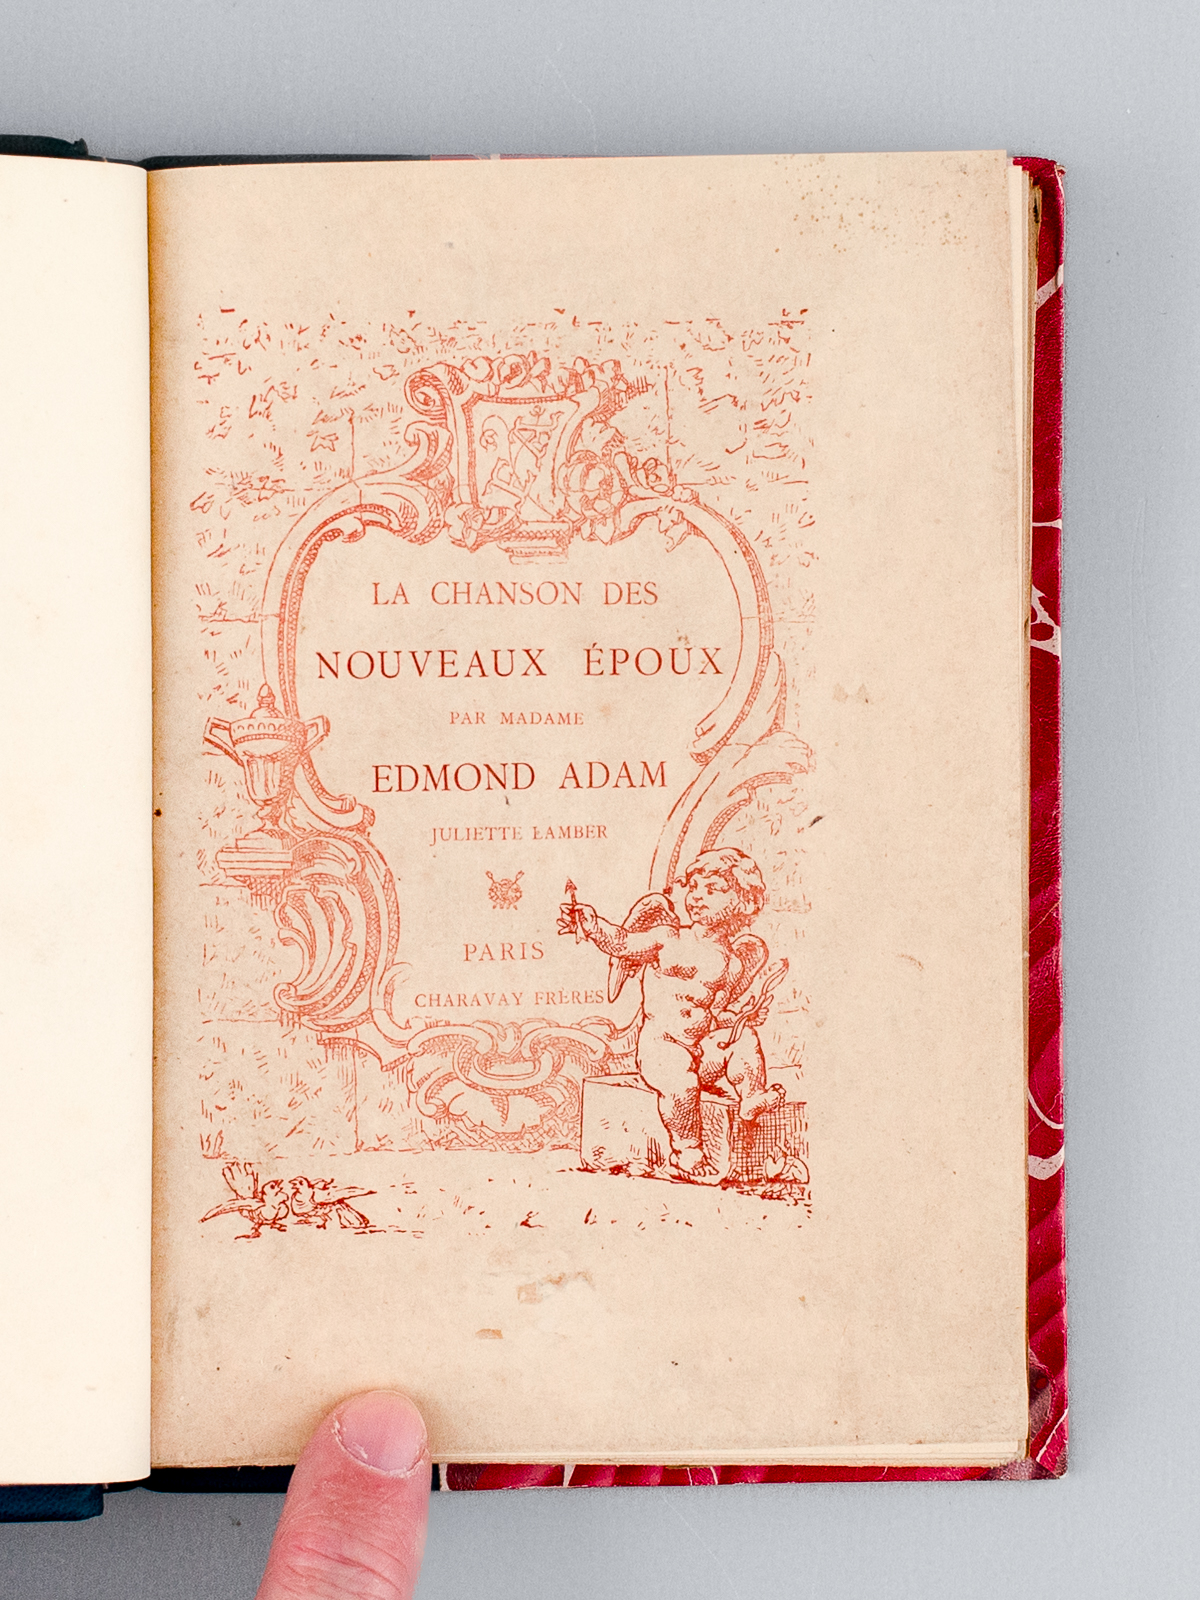 LA CHANSON DES
NOUVEAUX ÉPOUX
PAR MADAME
EDMOND ADAM
JULIETTE LAMBER
PARIS
CHARAVAY FRÈRES